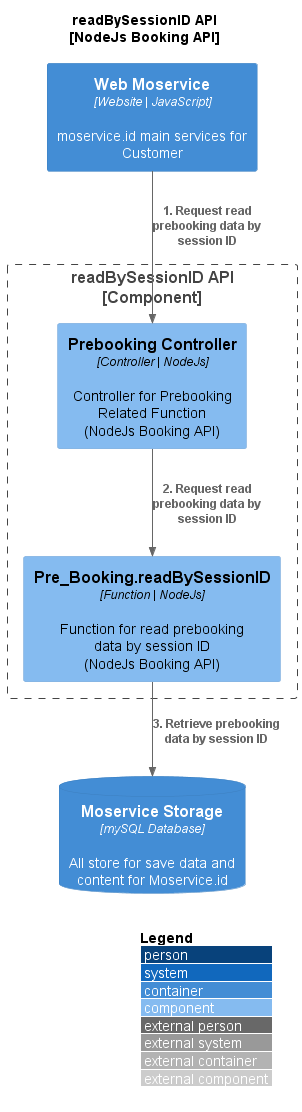 readBySessionID API
[NodeJs Booking API]
Web Moservice
[Website | JavaScript]
moservice.id main services for
Customer
1. Request read
prebooking data by
session ID
readBySessionID API
[Component]
Prebooking Controller
[Controller | NodeJs]
Controller for Prebooking
Related Function
(NodeJs Booking API)
2. Request read
prebooking data by
session ID
Pre_Booking.readBySessionID
[Function | NodeJs]
Function for read prebooking
data by session ID
(NodeJs Booking API)
3. Retrieve prebooking
data by session ID
Moservice Storage
[mySQL Database]
All store for save data and
content for Moservice.id
Legend
person
system
container
component
external person
external system
external container
external component